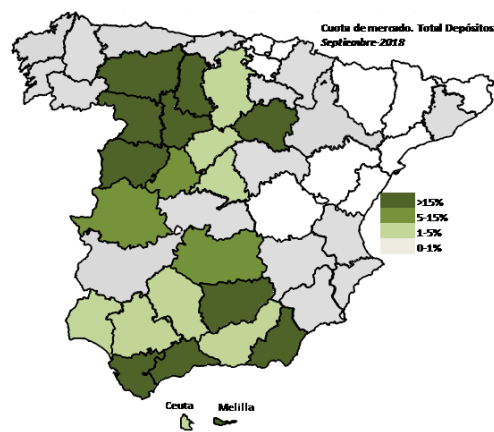 Cuota de mercado. Total Depósitos
Septiembre-2018
>15%
5-15%
1-5%
0-1%
Ceuta
Melilla